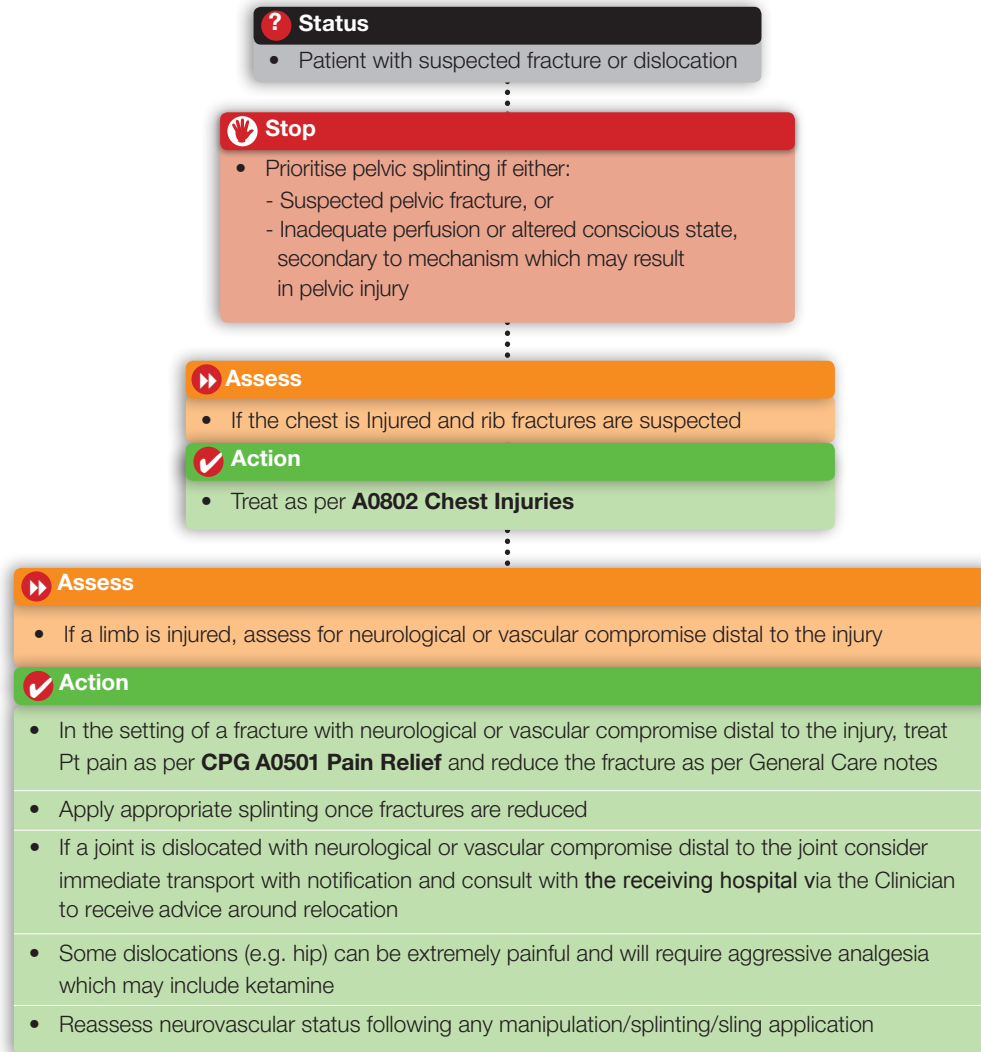 ? Status
• Patient with suspected fracture or dislocation
Stop
• Prioritise pelvic splinting if either:
- Suspected pelvic fracture, or
- Inadequate perfusion or altered conscious state,
secondary to mechanism which may result
in pelvic injury
Assess
• If the chest is Injured and rib fractures are suspected
Action
• Treat as per A0802 Chest Injuries
Assess
• If a limb is injured, assess for neurological or vascular compromise distal to the injury
Action
• In the setting of a fracture with neurological or vascular compromise distal to the injury, treat
Pt pain as per CPG A0501 Pain Relief and reduce the fracture as per General Care notes
• Apply appropriate splinting once fractures are reduced
• If a joint is dislocated with neurological or vascular compromise distal to the joint consider
immediate transport with notification and consult with the receiving hospital via the Clinician
to receive advice around relocation
• Some dislocations (e.g. hip) can be extremely painful and will require aggressive analgesia
which may include ketamine
• Reassess neurovascular status following any manipulation/splinting/sling application